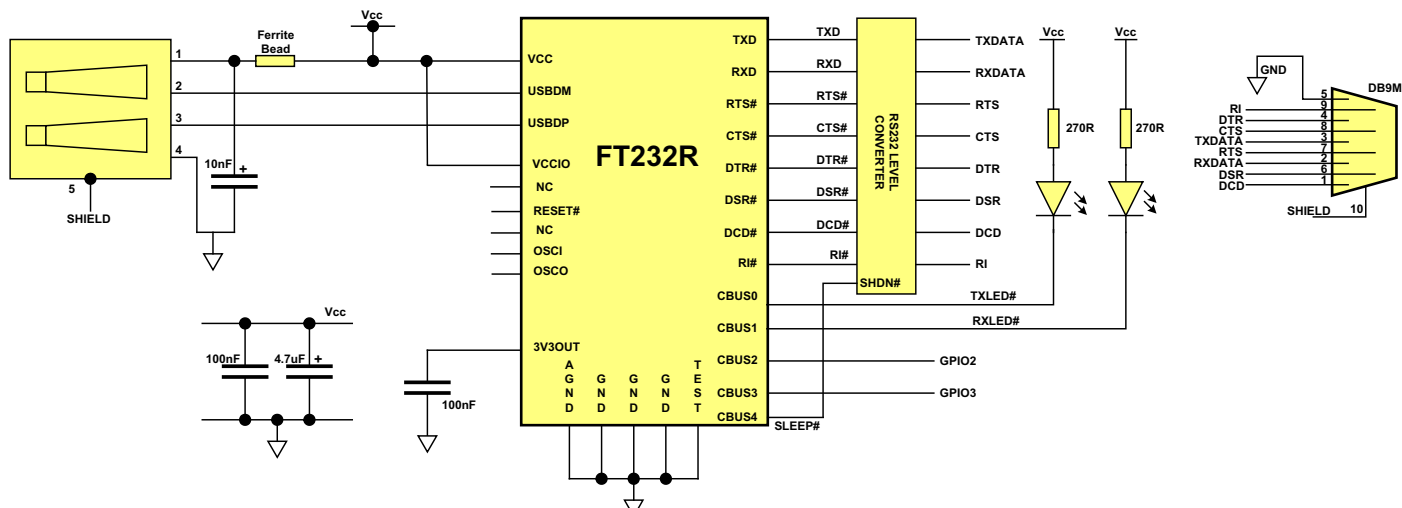 1
2
3
4
5
SHIELD
Ferrite
Bead
Vcc
10nF +
Vcc
100nF
4.7uF +
100nF
VCC
USBDM
USBDP
VCCIO
NC
RESET#
NC
OSCI
OSCO
3V3OUT
FT232R
AGND
GND
GND
GND
TEST
TXD
RXD
RTS#
CTS#
DTR#
DSR#
DCD#
RI#
CBUS0
CBUS1
CBUS2
CBUS3
CBUS4
TXD
RXD
RTS#
CTS#
DTR#
DSR#
DCD#
RI#
SLEEP#
RS232 LEVEL
CONVERTER
SHDN#
TXDATA
RXDATA
RTS
CTS
DTR
DSR
DCD
RI
TXLED#
RXLED#
GPIO2
GPIO3
Vcc
Vcc
270R
270R
GND
DB9M
RI
DTR
CTS
TXDATA
RTS
RXDATA
DSR
DCD
5
9
4
8
3
7
2
6
1
SHIELD
10